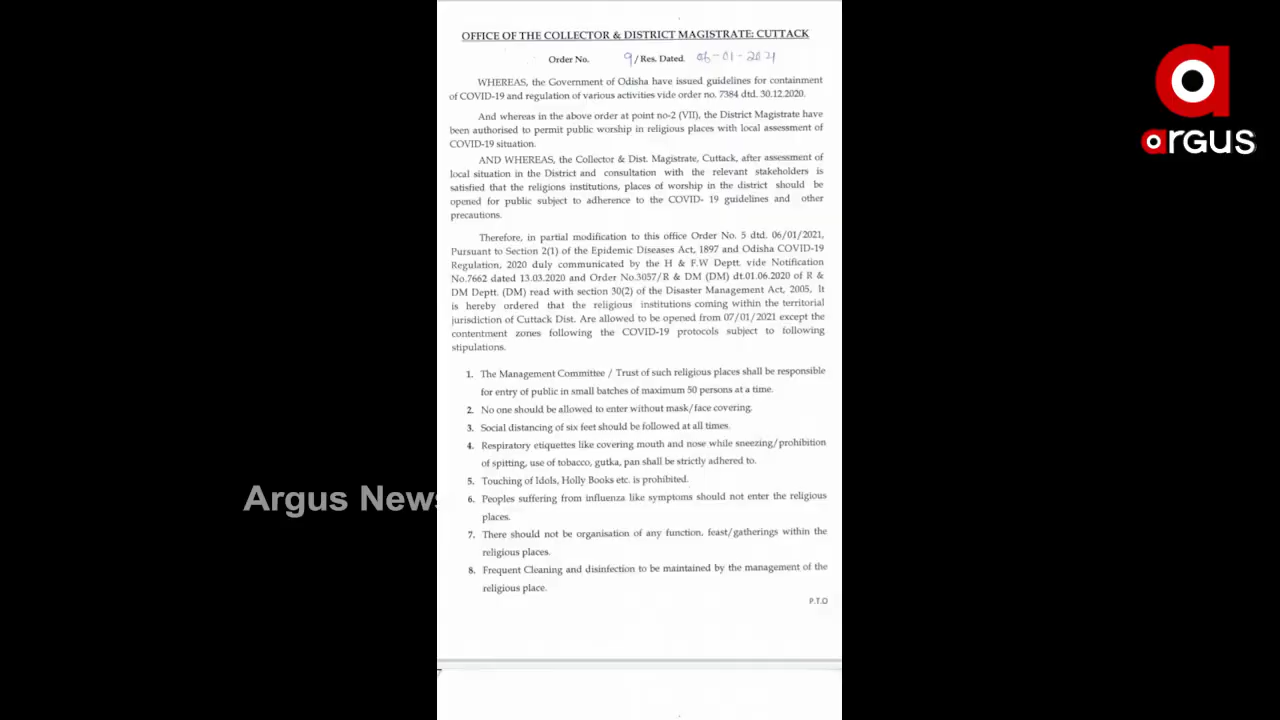 OFFICE OF THE COLLECTOR & DISTRICT MAGISTRATE: CUTTACK
Order No. 9/Res. Dated. 06-01-2021
WHEREAS, the Government of Odisha have issued guidelines for containment
of COVID-19 and regulation of various activities vide order no. 7384 dtd. 30.12.2020.
And whereas in the above order at point no-2 (VII), the District Magistrate have
been authorised to permit public worship in religious places with local assessment of
COVID-19 situation.
AND WHEREAS, the Collector & Dist. Magistrate, Cuttack, after assessment of
local situation in the District and consultation with the relevant stakeholders is
satisfied that the religions institutions, places of worship in the district should be
opened for public subject to adherence to the COVID- 19 guidelines and other
precautions.
Therefore, in partial modification to this office Order No. 5 dtd. 06/01/2021,
Pursuant to Section 2(1) of the Epidemic Diseases Act, 1897 and Odisha COVID-19
Regulation, 2020 duly communicated by the H & F.W Deptt. vide Notification
No.7662 dated 13.03.2020 and Order No.3057/R & DM (DM) dt.01.06.2020 of R &
DM Deptt. (DM) read with section 30(2) of the Disaster Management Act, 2005, It
is hereby ordered that the religious institutions coming within the territorial
jurisdiction of Cuttack Dist. Are allowed to be opened from 07/01/2021 except the
contentment zones following the COVID-19 protocols subject to following
stipulations.
1. The Management Committee / Trust of such religious places shall be responsible
for entry of public in small batches of maximum 50 persons at a time.
2. No one should be allowed to enter without mask/face covering.
3. Social distancing of six feet should be followed at all times.
4. Respiratory etiquettes like covering mouth and nose while sneezing/prohibition
of spitting, use of tobacco, gutka, pan shall be strictly adhered to.
5. Touching of Idols, Holly Books etc. is prohibited.
6. Peoples suffering from influenza like symptoms should not enter the religious
places.
7. There should not be organisation of any function, feast/gatherings within the
religious places.
8. Frequent Cleaning and disinfection to be maintained by the management of the
religious place.
P.T.O
argus
Argus News